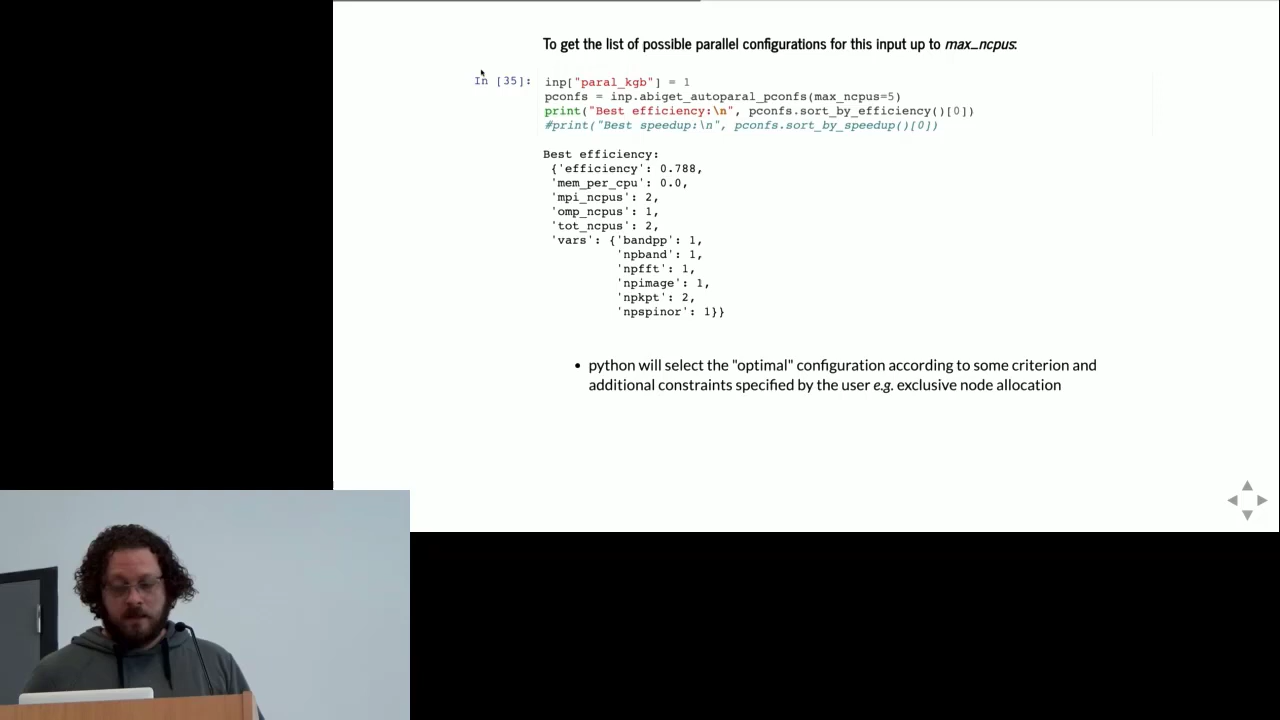 To get the list of possible parallel configurations for this input up to max_ncpus:
In [35]:
inp["paral_kgb"] = 1
pconfs = inp.abiget_autoparal_pconfs(max_ncpus=5)
print("Best efficiency:\n", pconfs.sort_by_efficiency()[0])
#print("Best speedup:\n", pconfs.sort_by_speedup()[0])
Best efficiency:
{'efficiency': 0.788,
'mem_per_cpu': 0.0,
'mpi_ncpus': 2,
'omp_ncpus': 1,
'tot_ncpus': 2,
'vars': {'bandpp': 1,
'npband': 1,
'npfft': 1,
'npimage': 1,
'npkpt': 2,
'npspinor': 1}}
• python will select the "optimal" configuration according to some criterion and
additional constraints specified by the user e.g. exclusive node allocation